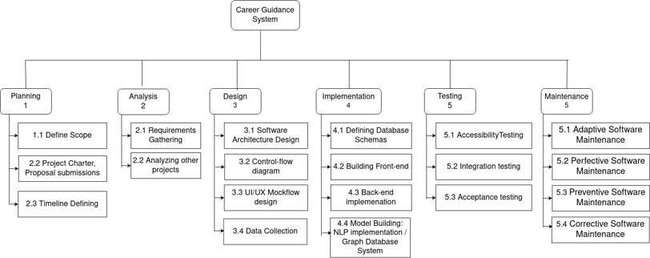 Career Guidance
System
Planning
1
Analysis
2
Design
3
Implementation
4
Testing
5
Maintenance
5
1.1 Define Scope
2.2 Project Charter,
Proposal submissions
2.3 Timeline Defining
2.1 Requirements
Gathering
2.2 Analyzing other
projects
3.1 Software
Architecture Design
3.2 Control-flow
diagram
3.3 UI/UX Mockflow
design
3.4 Data Collection
4.1 Defining Database
Schemas
4.2 Building Front-end
4.3 Back-end
implemenation
4.4 Model Building:
NLP implementation /
Graph Database
System
5.1 AccessibilityTesting
5.2 Integration testing
5.3 Acceptance testing
5.1 Adaptive Software
Maintenance
5.2 Perfective Software
Maintenance
5.3 Preventive Software
Maintenance
5.4 Corrective Software
Maintenance